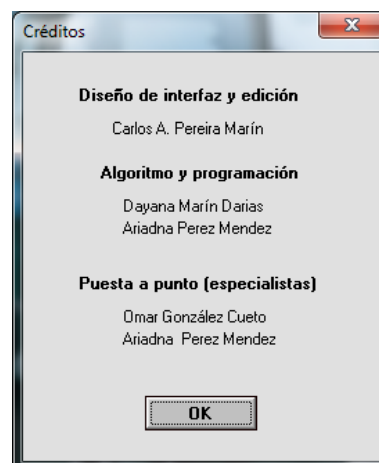 Créditos
Diseño de interfaz y edición
Carlos A. Pereira Marín
Algoritmo y programación
Dayana Marín Darias
Ariadna Perez Mendez
Puesta a punto (especialistas)
Omar González Cueto
Ariadna  Perez Mendez
OK